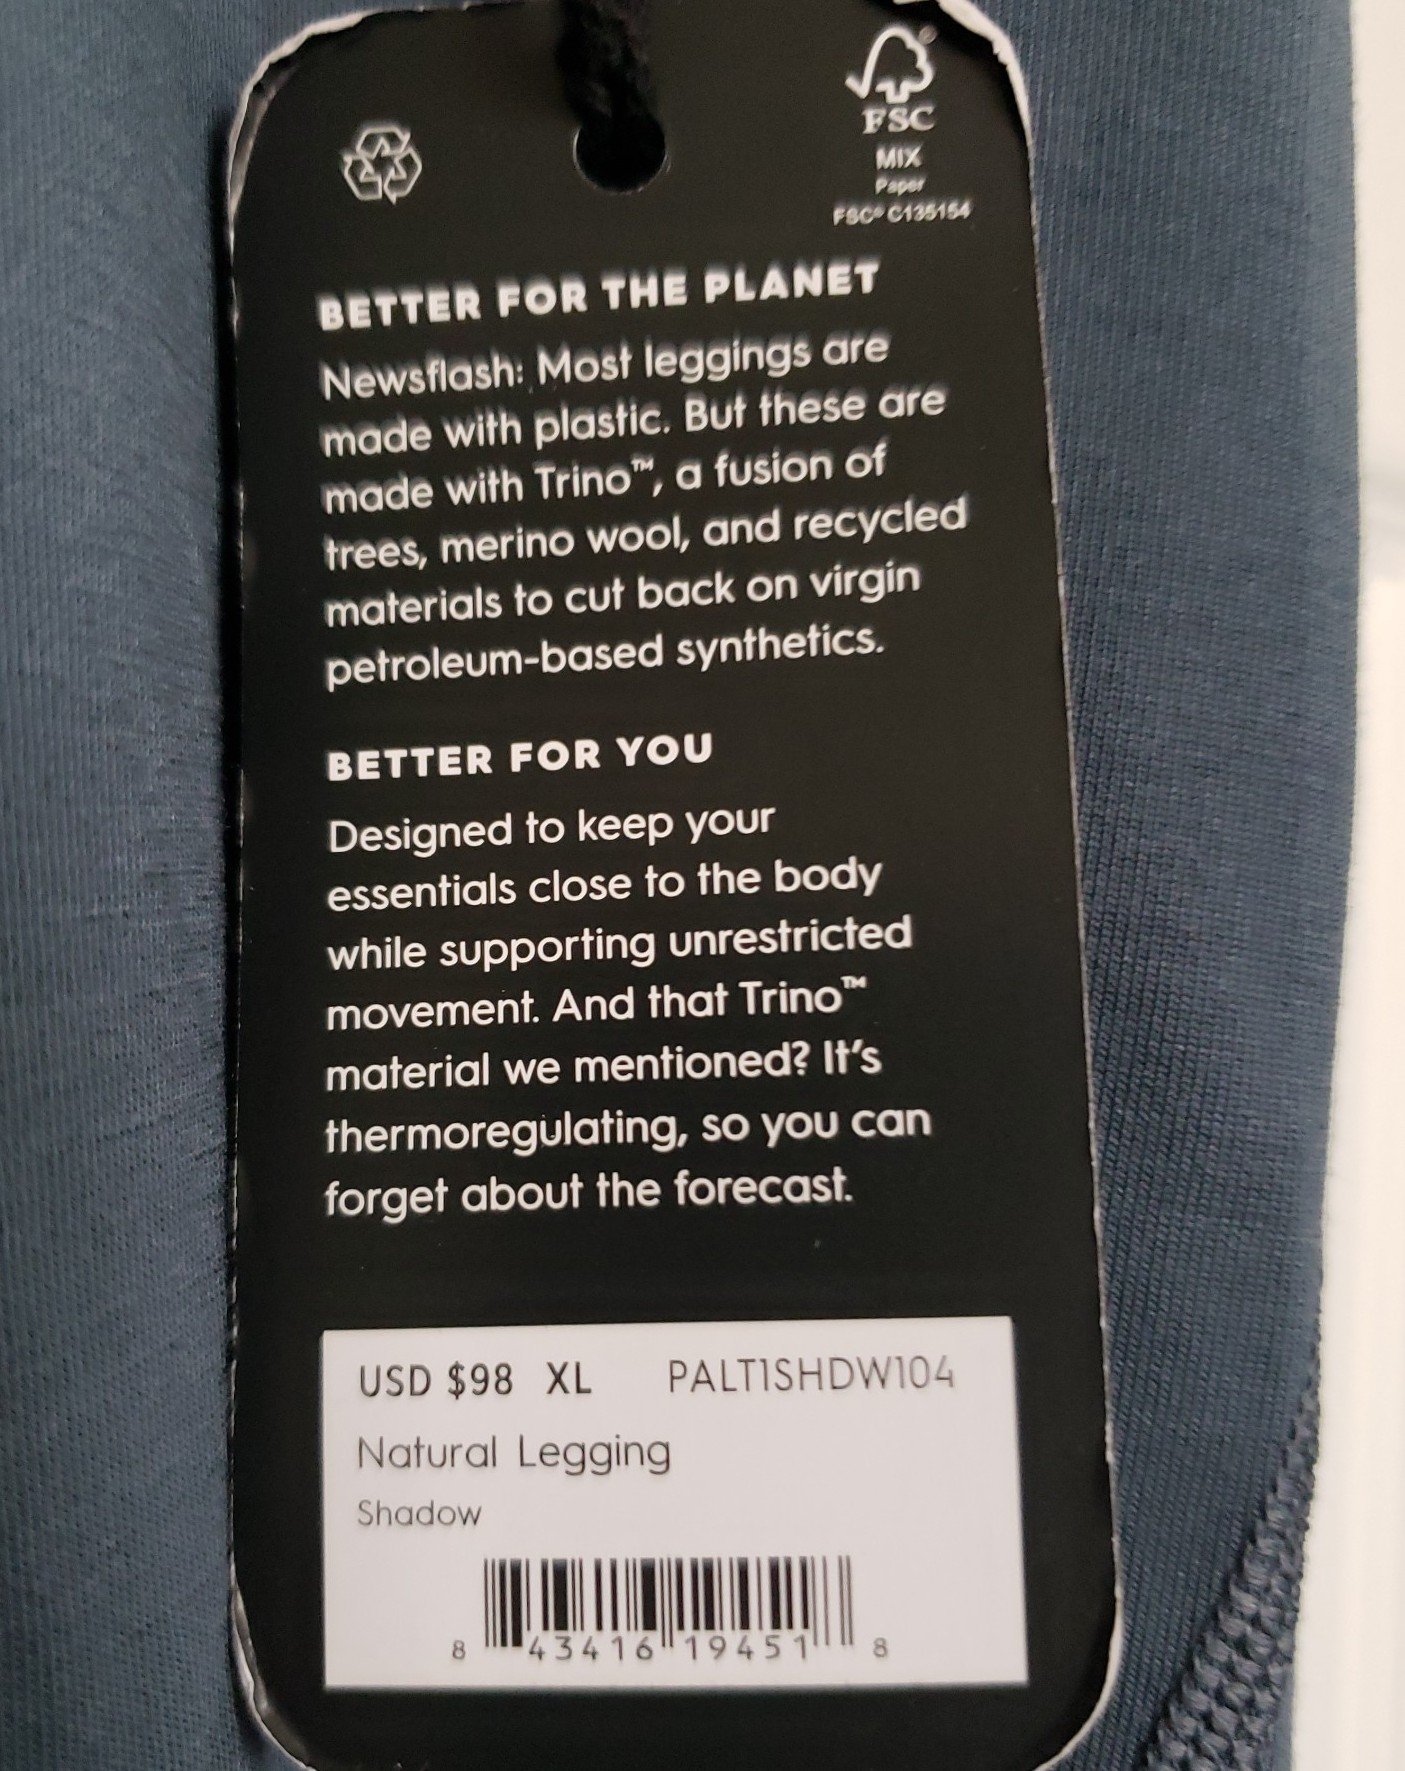 FSC
MIX
Paper
FSC® C135154
BETTER FOR THE PLANET
Newsflash: Most leggings are
made with plastic. But these are
made with Trino™, a fusion of
trees, merino wool, and recycled
materials to cut back on virgin
petroleum-based synthetics.
BETTER FOR YOU
Designed to keep your
essentials close to the body
while supporting unrestricted
movement. And that Trino™
material we mentioned? It's
thermoregulating, so you can
forget about the forecast.
USD $98 XL PALT1SHDW104
Natural Legging
Shadow
8 43416 19451 8